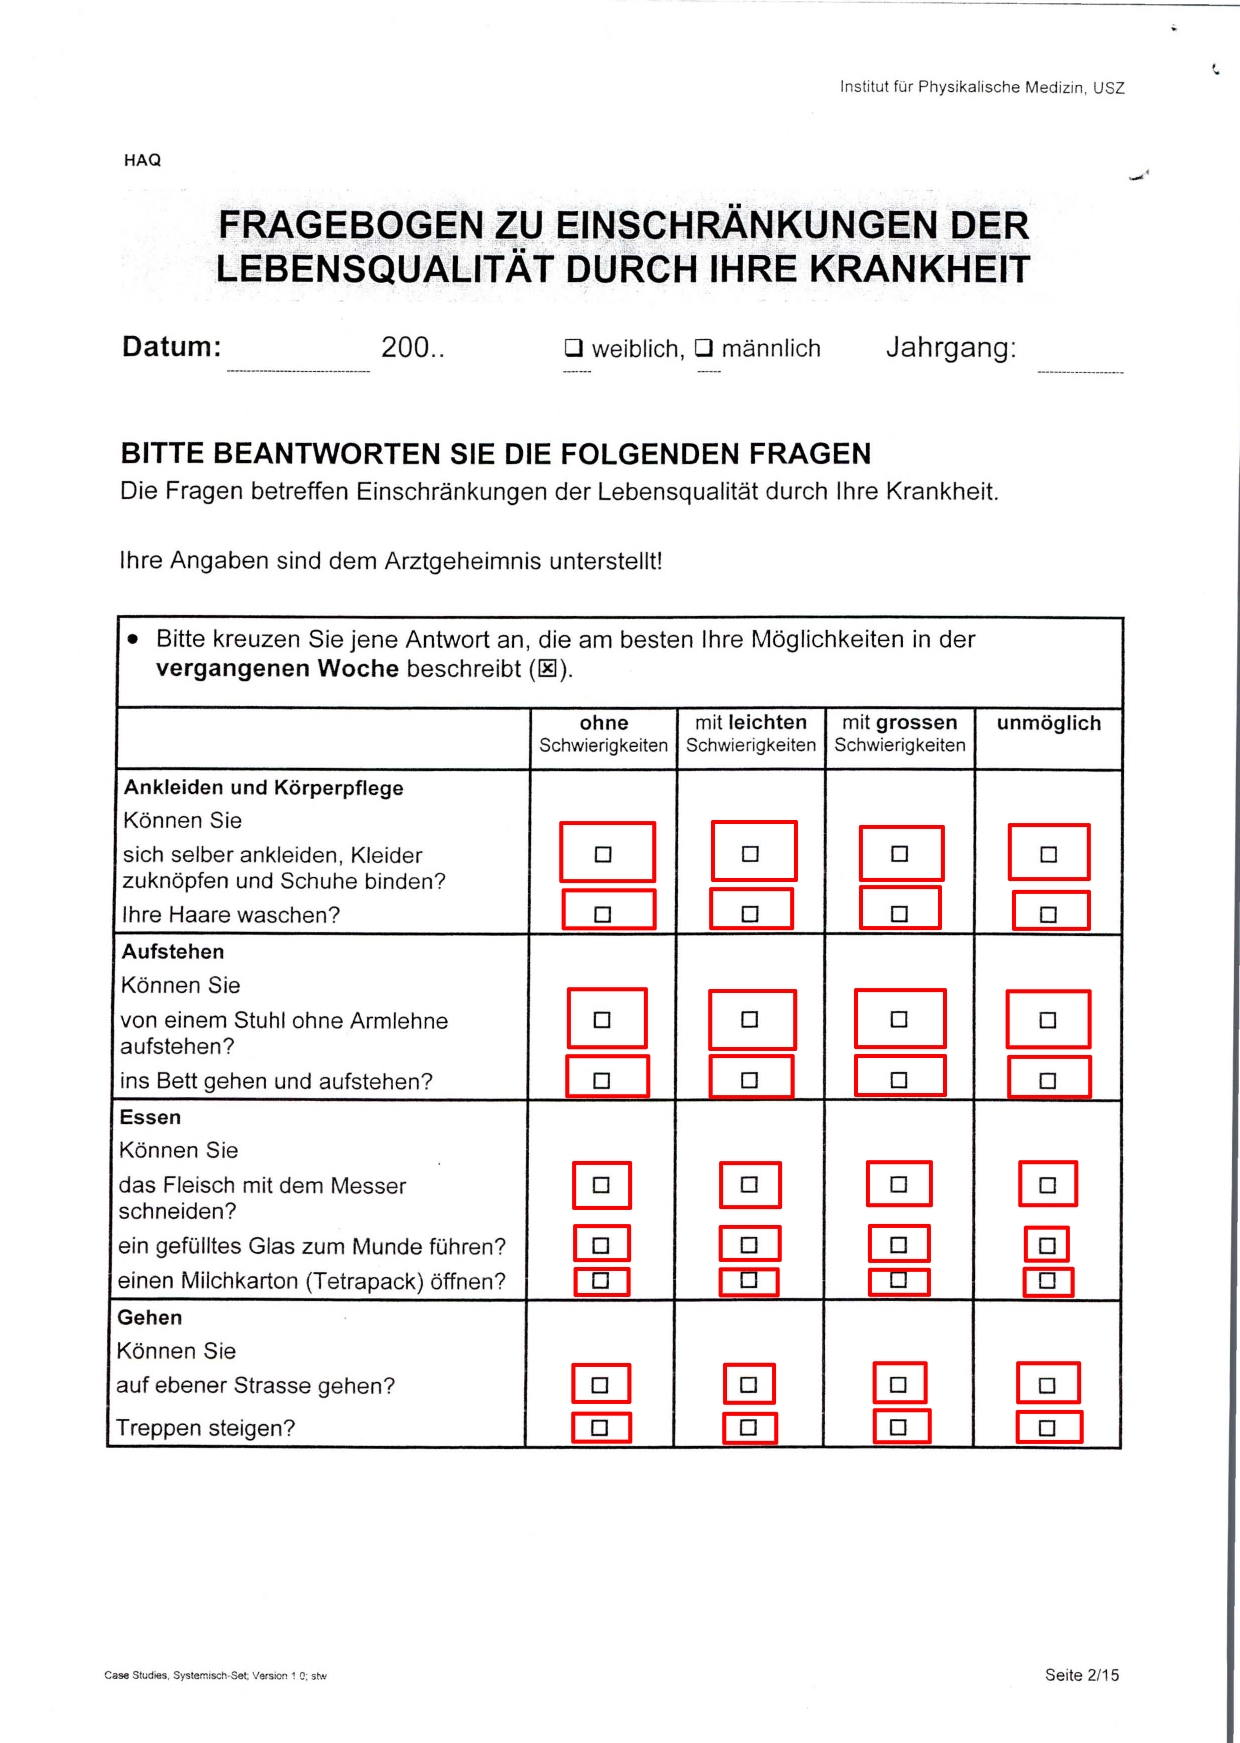 Institut für Physikalische Medizin, USZ
HAQ
FRAGEBOGEN ZU EINSCHRÄNKUNGEN DER
LEBENSQUALITÄT DURCH IHRE KRANKHEIT
Datum: 200.. ❑ weiblich, ❑ männlich Jahrgang:
BITTE BEANTWORTEN SIE DIE FOLGENDEN FRAGEN
Die Fragen betreffen Einschränkungen der Lebensqualität durch Ihre Krankheit.
Ihre Angaben sind dem Arztgeheimnis unterstellt!
• Bitte kreuzen Sie jene Antwort an, die am besten Ihre Möglichkeiten in der
vergangenen Woche beschreibt (☒).
ohne mit leichten mit grossen unmöglich
Schwierigkeiten Schwierigkeiten Schwierigkeiten
Ankleiden und Körperpflege
Können Sie
sich selber ankleiden, Kleider ☐ ☐ ☐ ☐
zuknöpfen und Schuhe binden?
Ihre Haare waschen? ☐ ☐ ☐ ☐
Aufstehen
Können Sie
von einem Stuhl ohne Armlehne ☐ ☐ ☐ ☐
aufstehen?
ins Bett gehen und aufstehen? ☐ ☐ ☐ ☐
Essen
Können Sie
das Fleisch mit dem Messer ☐ ☐ ☐ ☐
schneiden?
ein gefülltes Glas zum Munde führen? ☐ ☐ ☐ ☐
einen Milchkarton (Tetrapack) öffnen? ☐ ☐ ☐ ☐
Gehen
Können Sie
auf ebener Strasse gehen? ☐ ☐ ☐ ☐
Treppen steigen? ☐ ☐ ☐ ☐
Case Studies, Systemisch-Set; Version 1.0; stw Seite 2/15